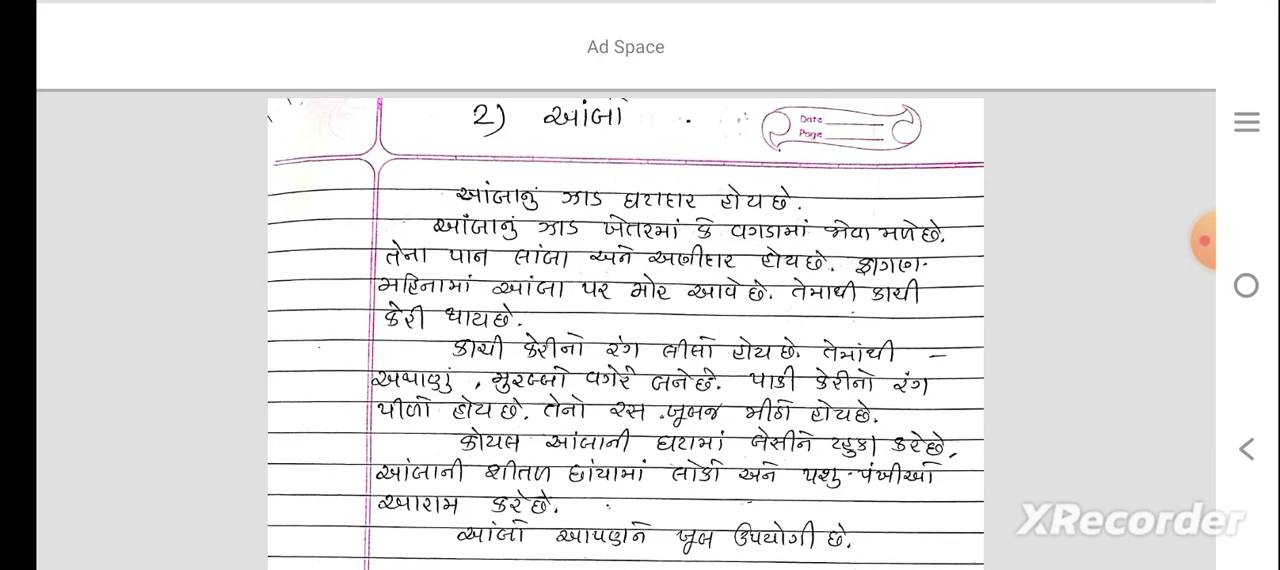 Ad Space
2) આંબો
Date
Page
આંબાનું ઝાડ ઘટાદાર હોય છે.
આંબાનું ઝાડ ખેતરમાં કે વગડામાં જોવા મળે છે.
તેના પાન લાંબા અને અણીદાર હોય છે. ફાગણ-
મહિનામાં આંબા પર મોર આવે છે. તેમાથી કાચી
કેરી થાય છે.
કાચી કેરીનો રંગ લીલો હોય છે. તેમાંથી –
અથાણું, મુરબ્બો વગેરે બને છે. પાકી કેરીનો રંગ
પીળો હોય છે. તેનો રસ ખૂબજ મીઠો હોય છે.
કોયલ આંબાની ઘટામાં બેસીને ટહુકા કરે છે,
આંબાની શીતળ છાંયામાં લોકો અને પશુ-પંખીઓ
આરામ કરે છે.
આંબો આપણને ખૂબ ઉપયોગી છે.
XRecorder